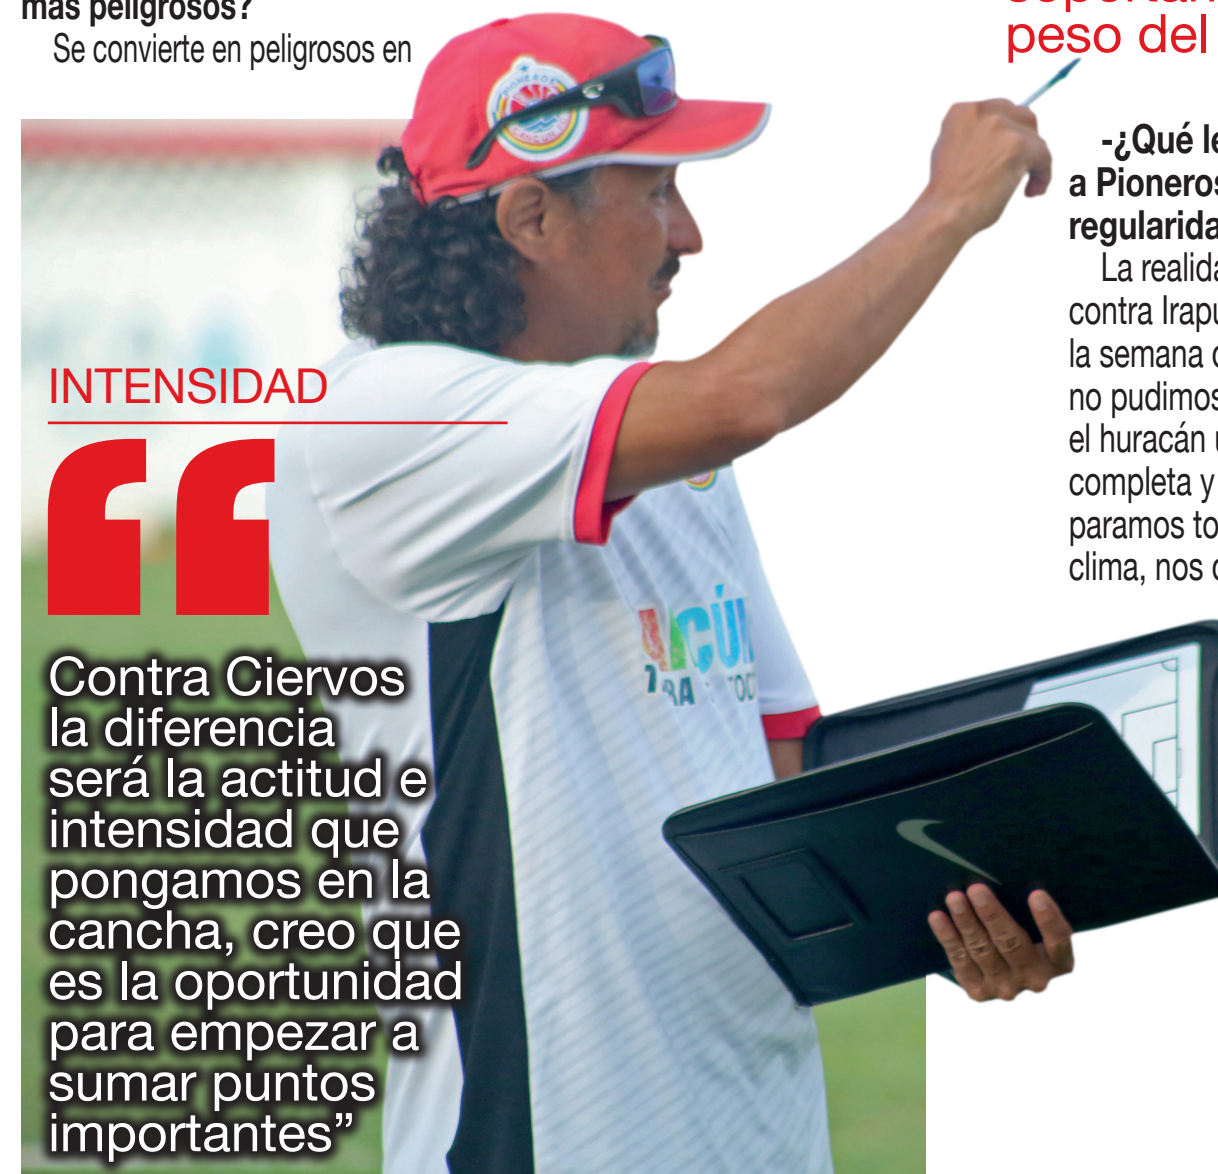 más peligrosos?
Se convierte en peligrosos en
peso del
-¿Qué le
a Pioneros
regularida
La realida
contra Irapu
la semana
no pudimos
el huracán
completa y
paramos to
clima, nos
INTENSIDAD
“
Contra Ciervos
la diferencia
será la actitud e
intensidad que
pongamos en la
cancha, creo que
es la oportunidad
para empezar a
sumar puntos
importantes”
PIONEROS
CANCÚN F.C.